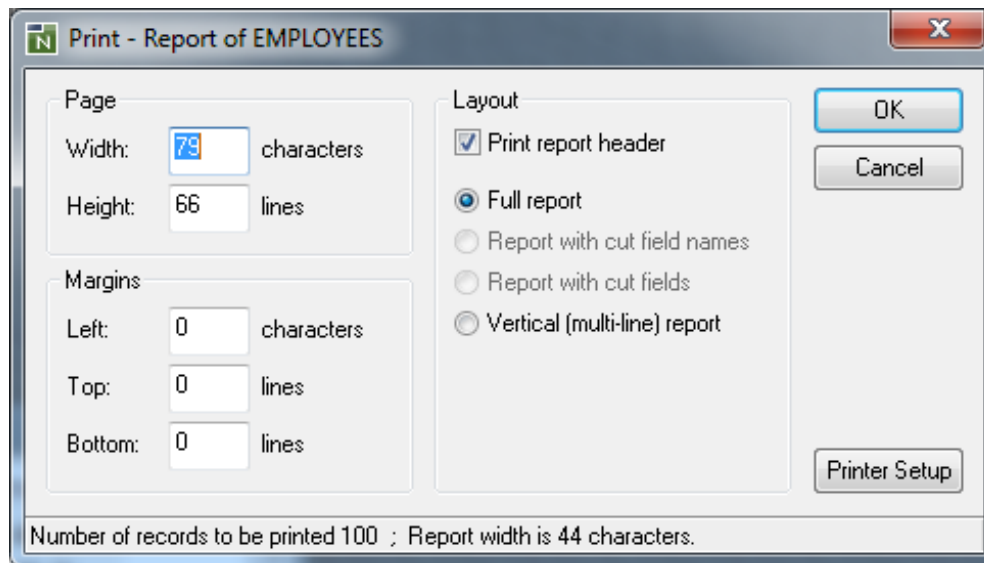 Print - Report of EMPLOYEES
Page
Width: 79 characters
Height: 66 lines
Margins
Left: 0 characters
Top: 0 lines
Bottom: 0 lines
Layout
Print report header
Full report
Report with cut field names
Report with cut fields
Vertical (multi-line) report
OK
Cancel
Printer Setup
Number of records to be printed 100 ; Report width is 44 characters.